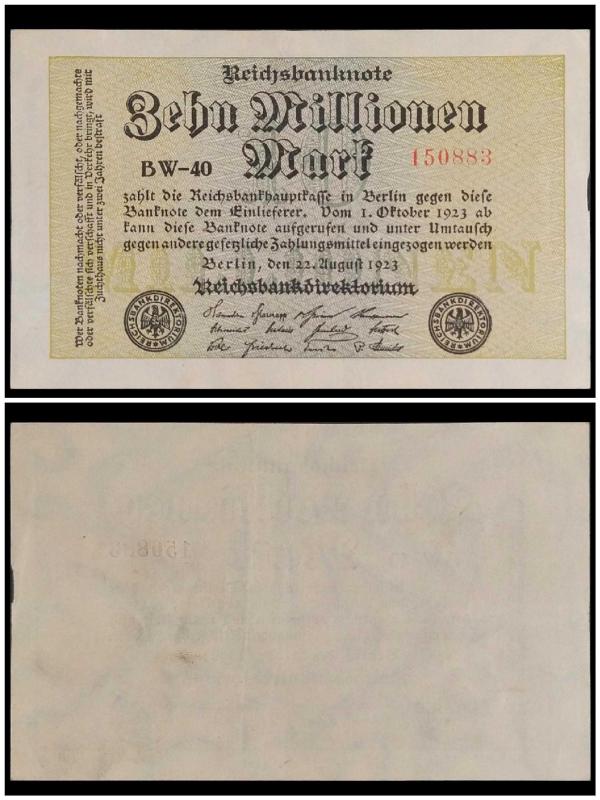 Reichsbanknote
Zehn Millionen
Mark
BW-40
150883
zahlt die Reichsbankhauptkasse in Berlin gegen diese
Banknote dem Einlieferer. Vom 1. Oktober 1923 ab
kann diese Banknote aufgerufen und unter Umtausch
gegen andere gesetzliche Zahlungsmittel eingezogen werden
Berlin, den 22. August 1923
Reichsbankdirektorium
REICHSBANKDIREKTORIUM
REICHSBANKDIREKTORIUM
Wer Banknoten nachmacht oder verfälscht, oder nachgemachte
oder verfälschte sich verschafft und in Verkehr bringt, wird mit
Zuchthaus nicht unter zwei Jahren bestraft